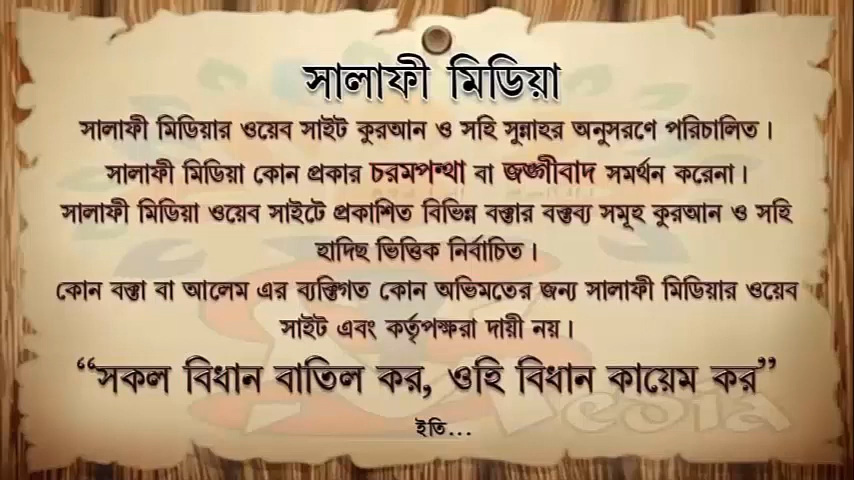 সালাফী মিডিয়া
সালাফী মিডিয়ার ওয়েব সাইট কুরআন ও সহি সুন্নাহর অনুসরণে পরিচালিত।
সালাফী মিডিয়া কোন প্রকার চরমপন্থা বা জঙ্গীবাদ সমর্থন করেনা।
সালাফী মিডিয়া ওয়েব সাইটে প্রকাশিত বিভিন্ন বক্তার বক্তব্য সমূহ কুরআন ও সহি
হাদিছ ভিত্তিক নির্বাচিত।
কোন বক্তা বা আলেম এর ব্যক্তিগত কোন অভিমতের জন্য সালাফী মিডিয়ার ওয়েব
সাইট এবং কর্তৃপক্ষরা দায়ী নয়।
“সকল বিধান বাতিল কর, ওহি বিধান কায়েম কর”
ইতি...